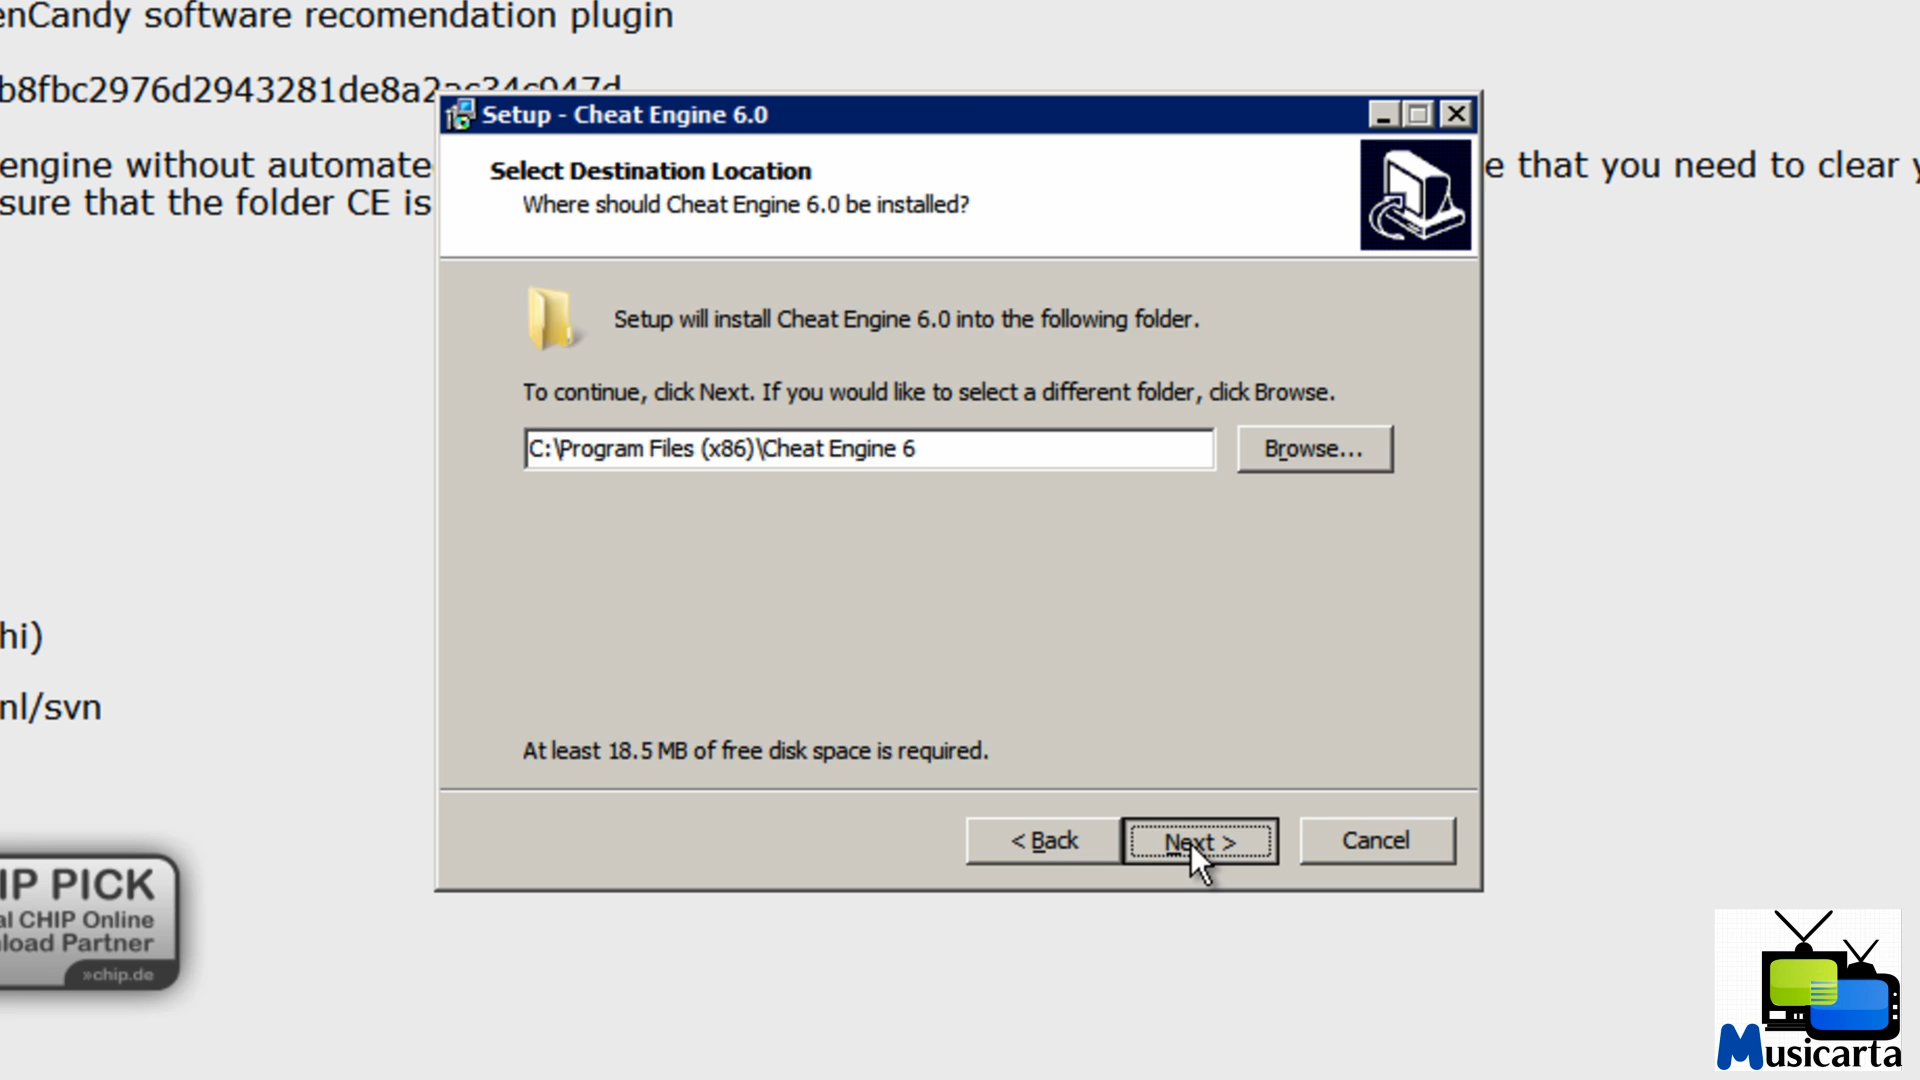 enCandy software recomendation plugin
b8fbc2976d2943281de8a2ac34c947d
Setup - Cheat Engine 6.0
engine without automate
e that you need to clear y
Select Destination Location
sure that the folder CE is
Where should Cheat Engine 6.0 be installed?
Setup will install Cheat Engine 6.0 into the following folder.
To continue, click Next. If you would like to select a different folder, click Browse.
C:\Program Files (x86)\Cheat Engine 6
Browse...
hi)
nl/svn
At least 18.5 MB of free disk space is required.
< Back
Next >
Cancel
IP PICK
al CHIP Online
load Partner
»chip.de
Musicarta